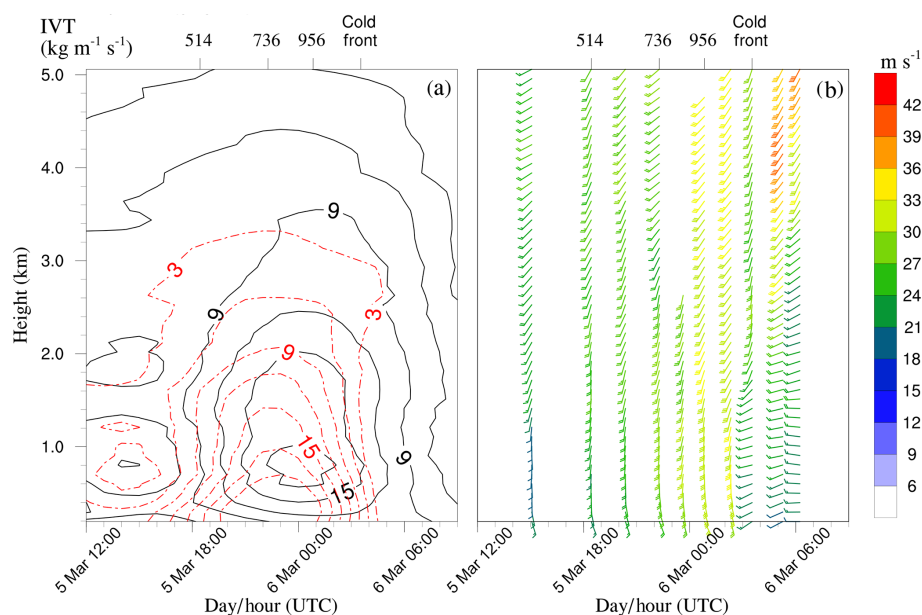 IVT
(kg m⁻¹ s⁻¹)
514
736
956
Cold
front
514
736
956
Cold
front
m s⁻¹
(a)
(b)
5.0
4.0
3.0
2.0
1.0
Height (km)
9
3
9
3
9
15
9
15
42
39
36
33
30
27
24
21
18
15
12
9
6
5 Mar 12:00
5 Mar 18:00
6 Mar 00:00
6 Mar 06:00
5 Mar 12:00
5 Mar 18:00
6 Mar 00:00
6 Mar 06:00
Day/hour (UTC)
Day/hour (UTC)